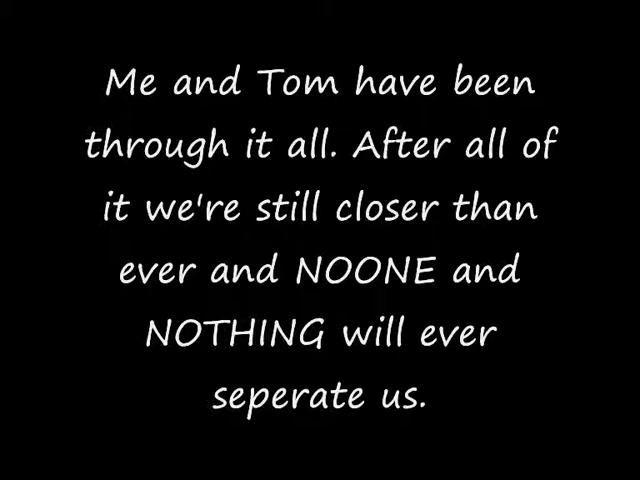 Me and Tom have been
through it all. After all of
it we're still closer than
ever and NOONE and
NOTHING will ever
seperate us.